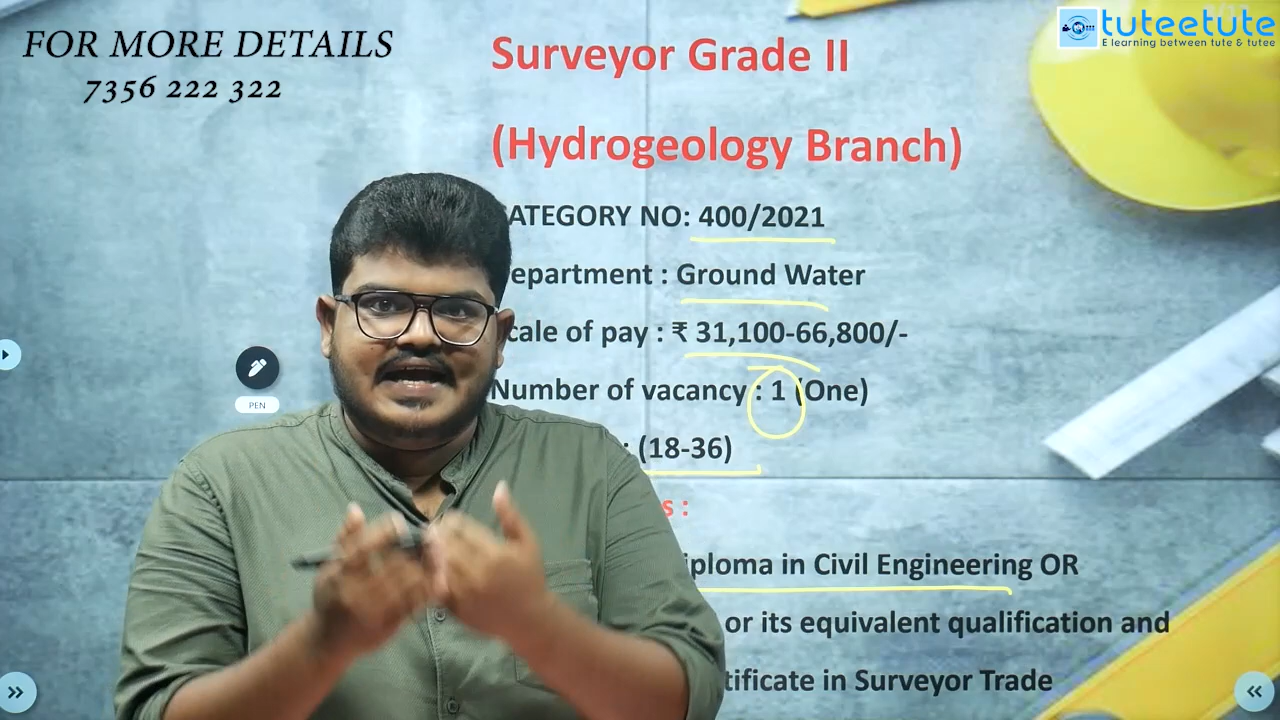 FOR MORE DETAILS
7356 222 322
tuteetute
E learning between tute & tutee
Surveyor Grade II
(Hydrogeology Branch)
CATEGORY NO: 400/2021
epartment : Ground Water
cale of pay : ₹ 31,100-66,800/-
Number of vacancy : 1 (One)
: (18-36)
s :
iploma in Civil Engineering OR
or its equivalent qualification and
tificate in Surveyor Trade
PEN